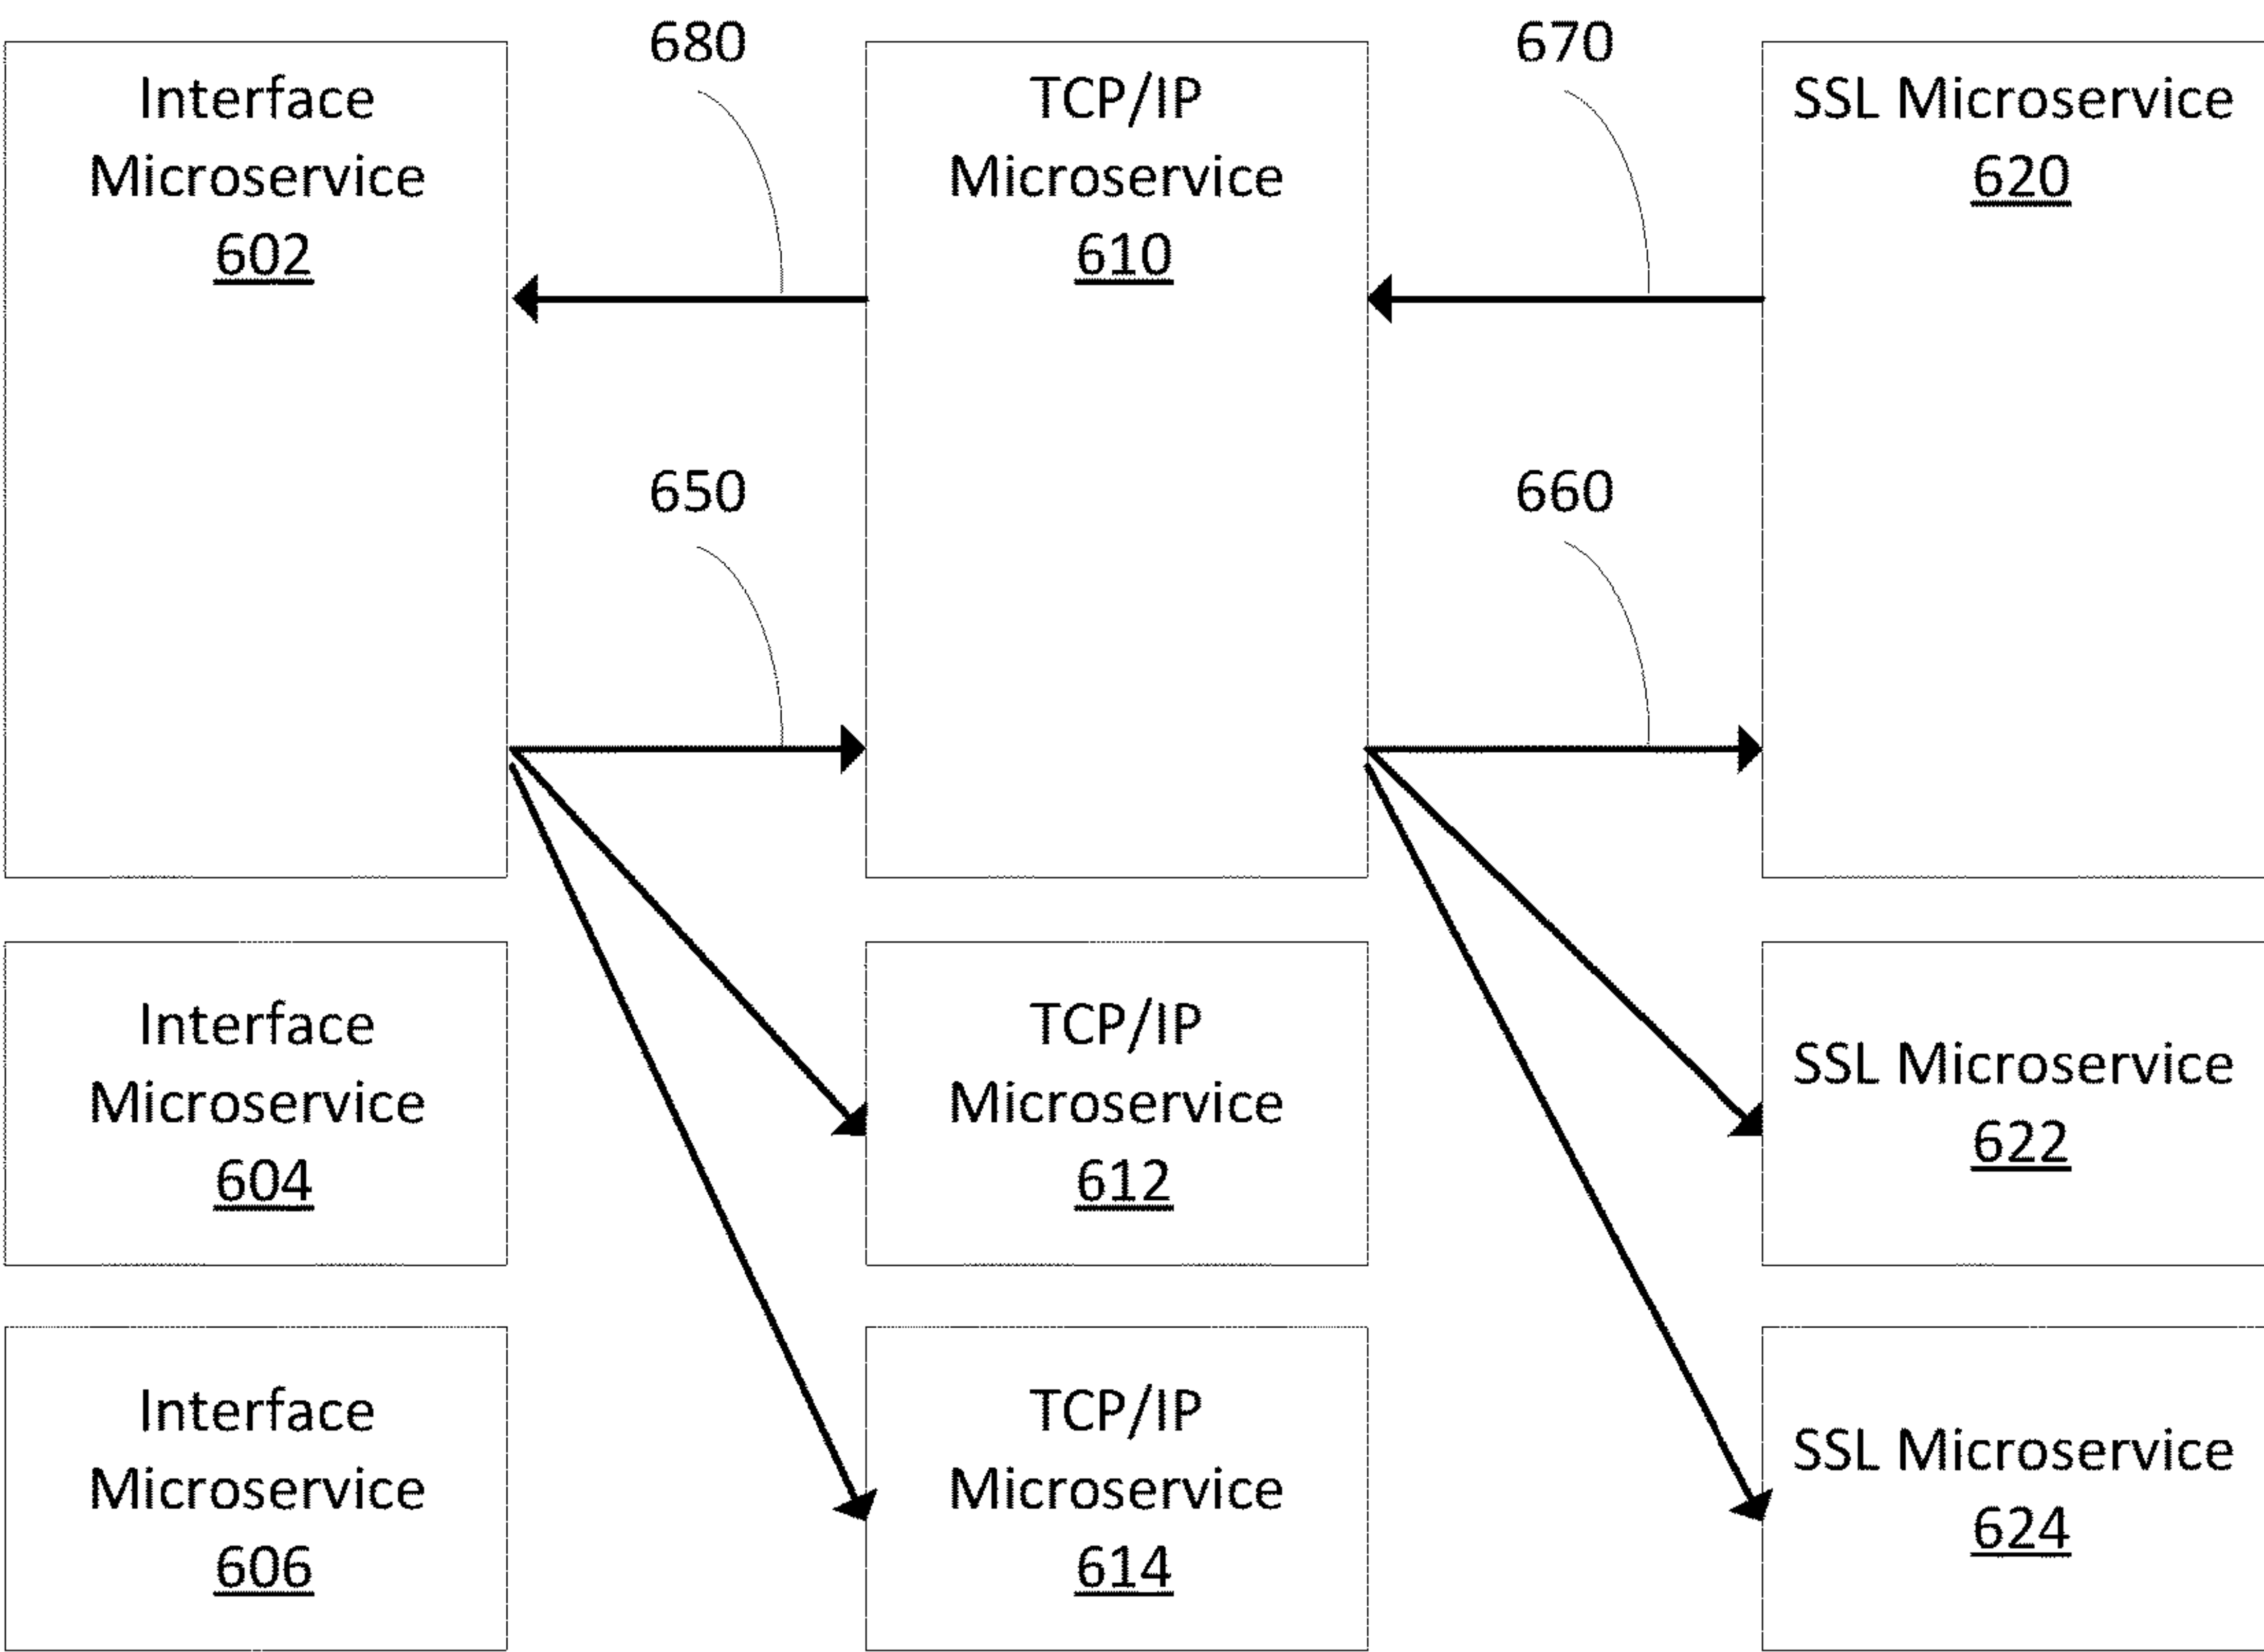 680
670
Interface
Microservice
602
TCP/IP
Microservice
610
SSL Microservice
620
650
660
Interface
Microservice
604
TCP/IP
Microservice
612
SSL Microservice
622
Interface
Microservice
606
TCP/IP
Microservice
614
SSL Microservice
624